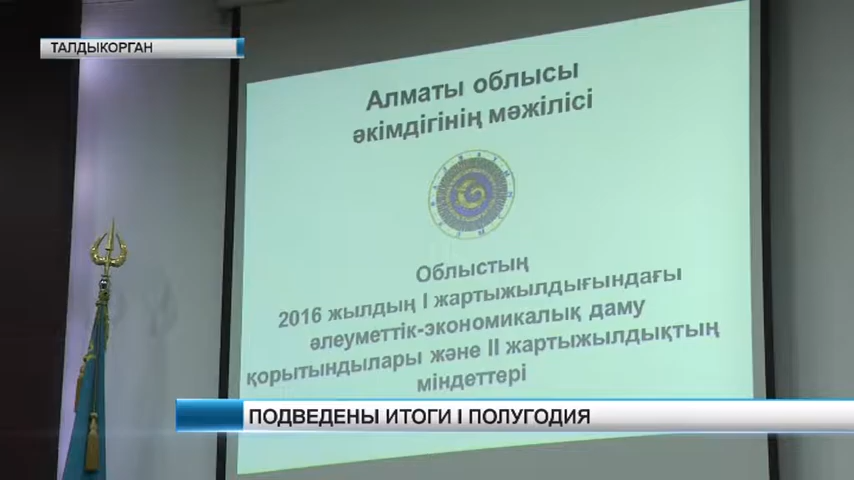 ТАЛДЫКОРГАН
Алматы облысы
әкімдігінің мәжілісі
Облыстың
2016 жылдың I жартыжылдығындағы
әлеуметтік-экономикалық даму
қорытындылары және II жартыжылдықтың
міндеттері
ПОДВЕДЕНЫ ИТОГИ I ПОЛУГОДИЯ